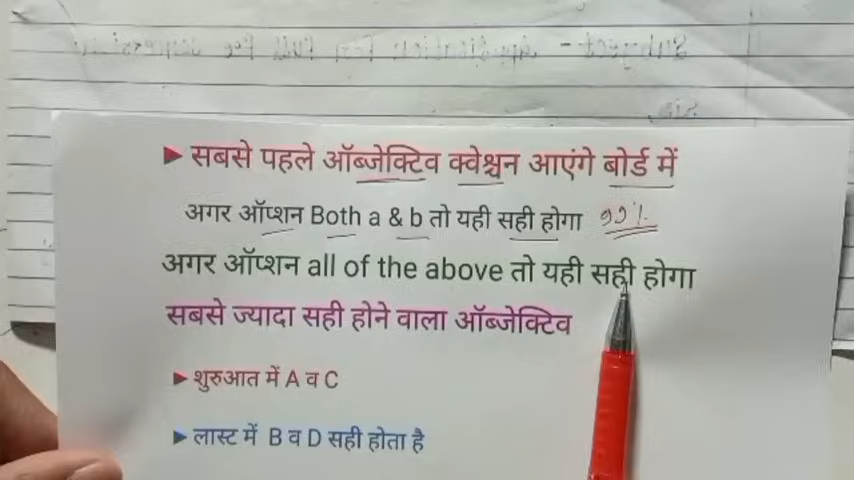 ► सबसे पहले ऑब्जेक्टिव क्वेश्चन आएंगे बोर्ड में
अगर ऑप्शन Both a & b तो यही सही होगा 99%
अगर ऑप्शन all of the above तो यही सही होगा
सबसे ज्यादा सही होने वाला ऑब्जेक्टिव
► शुरुआत में A व C
► लास्ट में B व D सही होता है